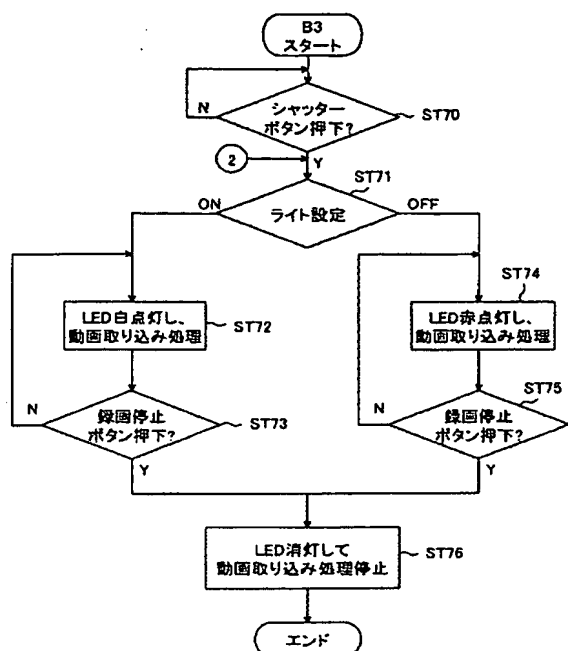 B3
スタート
N
シャッター
ボタン押下?
ST70
2
Y
ST71
ON
ライト設定
OFF
ST74
LED白点灯し、
動画取り込み処理
ST72
LED赤点灯し、
動画取り込み処理
ST75
N
録画停止
ボタン押下?
ST73
N
録画停止
ボタン押下?
Y
Y
LED消灯して
動画取り込み処理停止
ST76
エンド